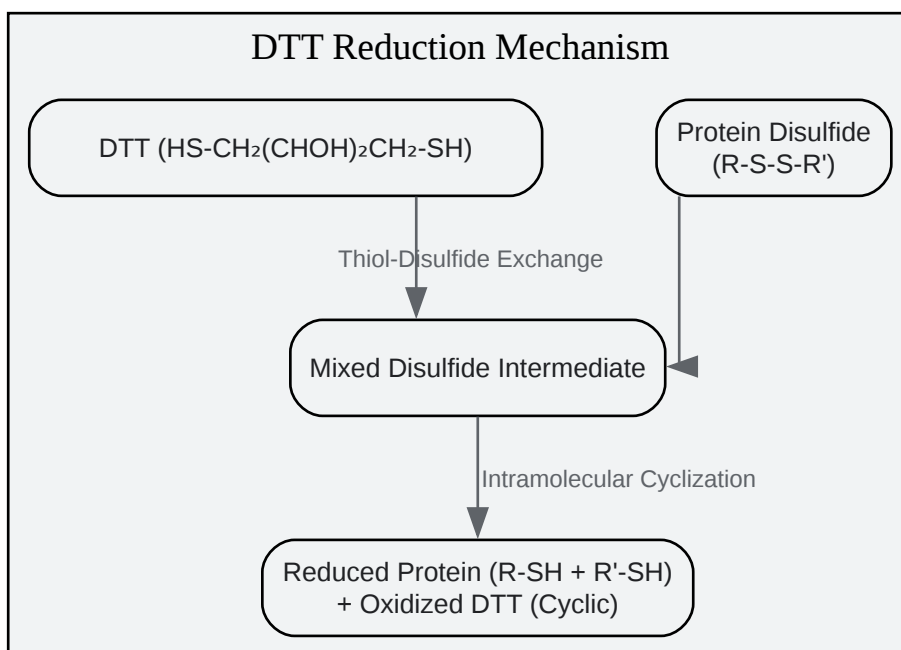 DTT Reduction Mechanism
DTT (HS-CH₂(CHOH)₂CH₂-SH)
Protein Disulfide
(R-S-S-R')
Thiol-Disulfide Exchange
Mixed Disulfide Intermediate
Intramolecular Cyclization
Reduced Protein (R-SH + R'-SH)
+ Oxidized DTT (Cyclic)